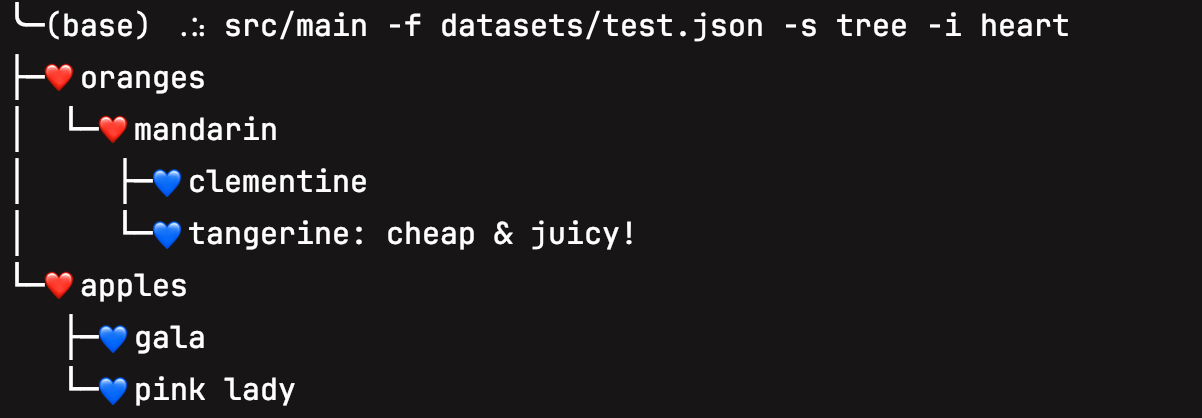 ╰─(base) ⠠⠵ src/main -f datasets/test.json -s tree -i heart
├─❤️oranges
│  └─❤️mandarin
│     ├─💙clementine
│     └─💙tangerine: cheap & juicy!
└─❤️apples
   ├─💙gala
   └─💙pink lady